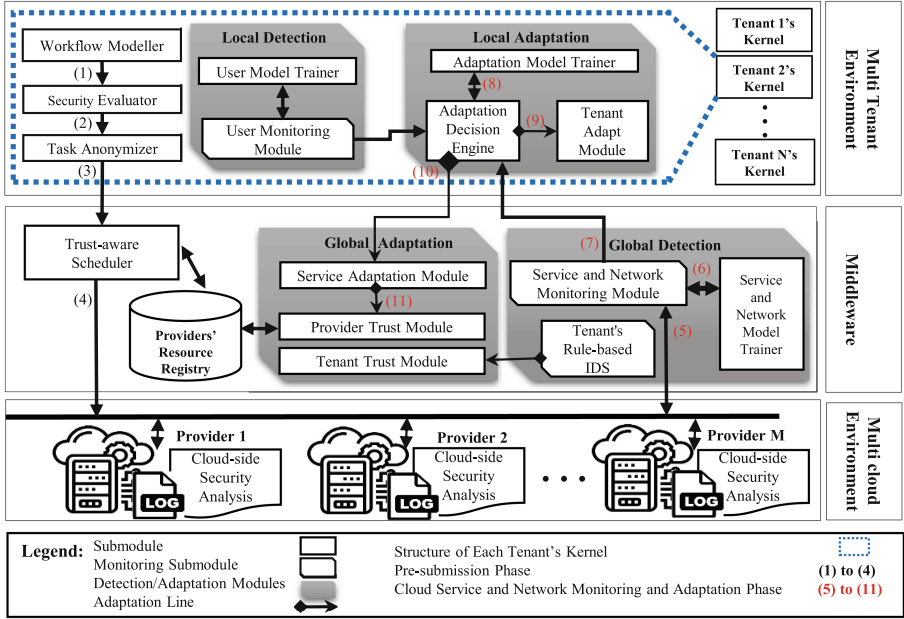 Workflow Modeller
(1)
Security Evaluator
(2)
Task Anonymizer
(3)
Local Detection
User Model Trainer
User Monitoring
Module
Local Adaptation
Adaptation Model Trainer
(8)
Adaptation
Decision
Engine
(9)
Tenant
Adapt
Module
(10)
Tenant 1's
Kernel
Tenant 2's
Kernel
Tenant N's
Kernel
Multi Tenant
Environment
Trust-aware
Scheduler
(4)
Providers'
Resource
Registry
Global Adaptation
Service Adaptation Module
(11)
Provider Trust Module
Tenant Trust Module
(7)
Global Detection
Service and Network
Monitoring Module
(6)
Service
and
Network
Model
Trainer
(5)
Tenant's
Rule-based
IDS
Middleware
Provider 1
Cloud-side
Security
Analysis
LOG
Provider 2
Cloud-side
Security
Analysis
LOG
Provider M
Cloud-side
Security
Analysis
LOG
Multi cloud
Environment
Legend:
Submodule
Monitoring Submodule
Detection/Adaptation Modules
Adaptation Line
Structure of Each Tenant's Kernel
Pre-submission Phase
(1) to (4)
Cloud Service and Network Monitoring and Adaptation Phase
(5) to (11)